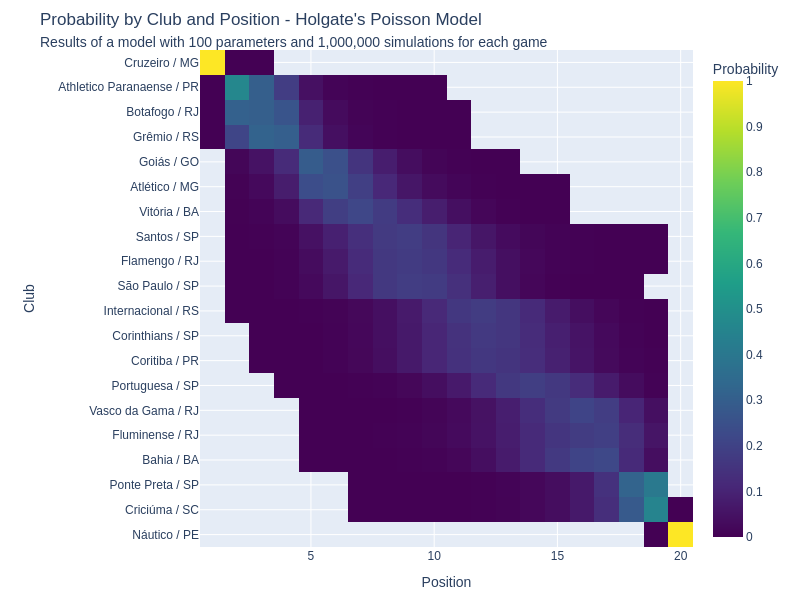 Probability by Club and Position - Holgate's Poisson Model
Results of a model with 100 parameters and 1,000,000 simulations for each game
Cruzeiro / MG
Athletico Paranaense / PR
Botafogo / RJ
Grêmio / RS
Goiás / GO
Atlético / MG
Vitória / BA
Santos / SP
Flamengo / RJ
São Paulo / SP
Internacional / RS
Corinthians / SP
Coritiba / PR
Portuguesa / SP
Vasco da Gama / RJ
Fluminense / RJ
Bahia / BA
Ponte Preta / SP
Criciúma / SC
Náutico / PE
Club
5
10
15
20
Position
Probability
1
0.9
0.8
0.7
0.6
0.5
0.4
0.3
0.2
0.1
0